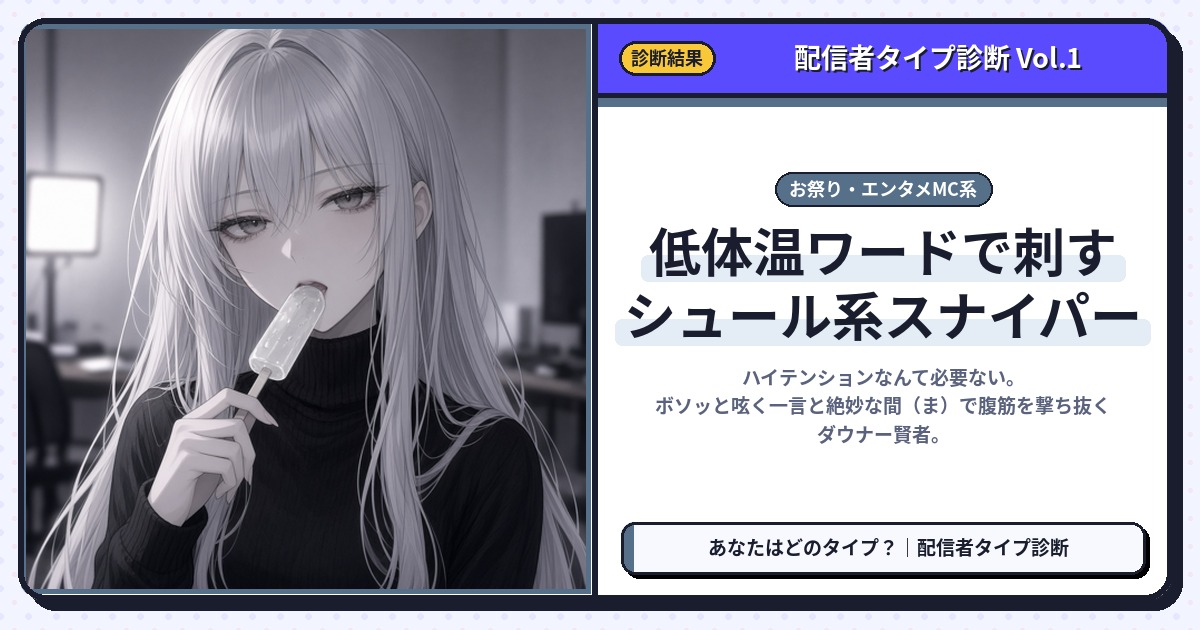 診断結果
配信者タイプ診断 Vol.1
お祭り・エンタメMC系
低体温ワードで刺す
シュール系スナイパー
ハイテンションなんて必要ない。
ボソッと呟く一言と絶妙な間（ま）で腹筋を撃ち抜く
ダウナー賢者。
あなたはどのタイプ？｜配信者タイプ診断